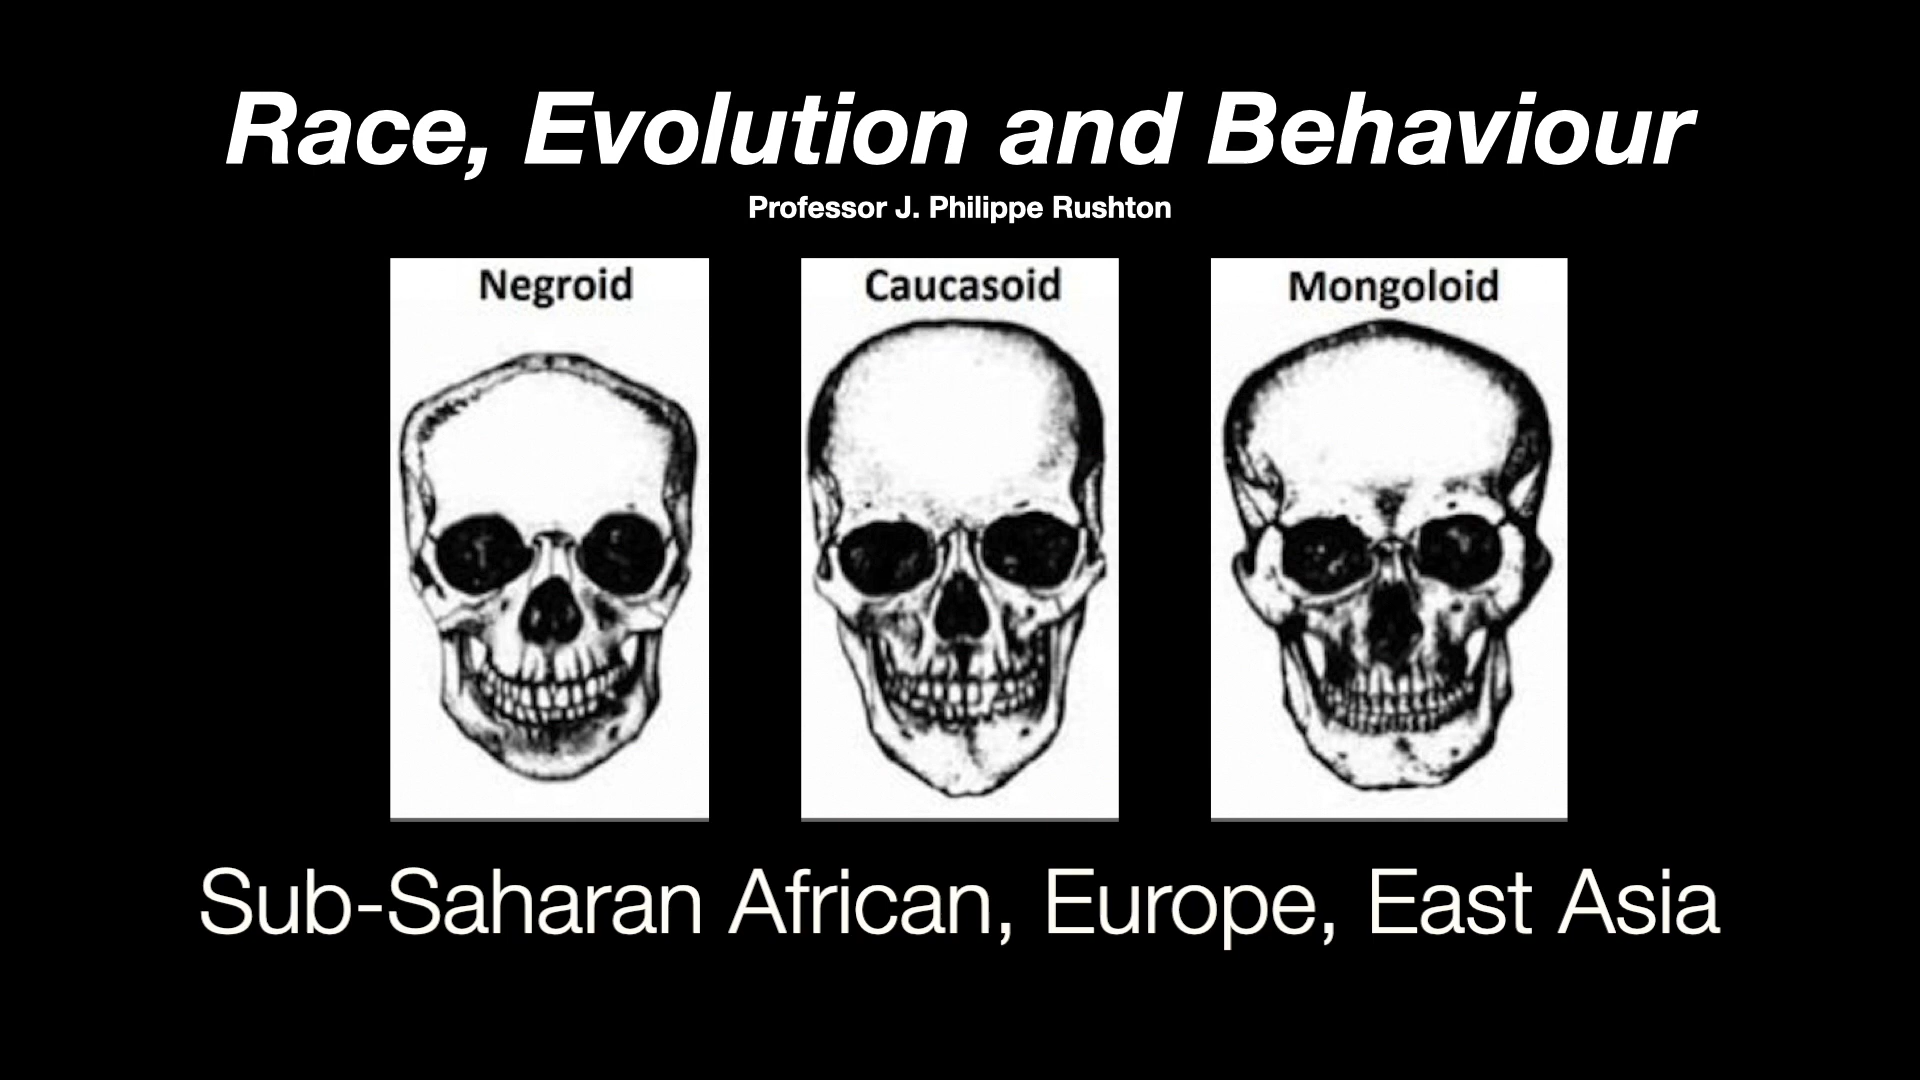 Race, Evolution and Behaviour
Professor J. Philippe Rushton
Negroid
Caucasoid
Mongoloid
Sub-Saharan African, Europe, East Asia